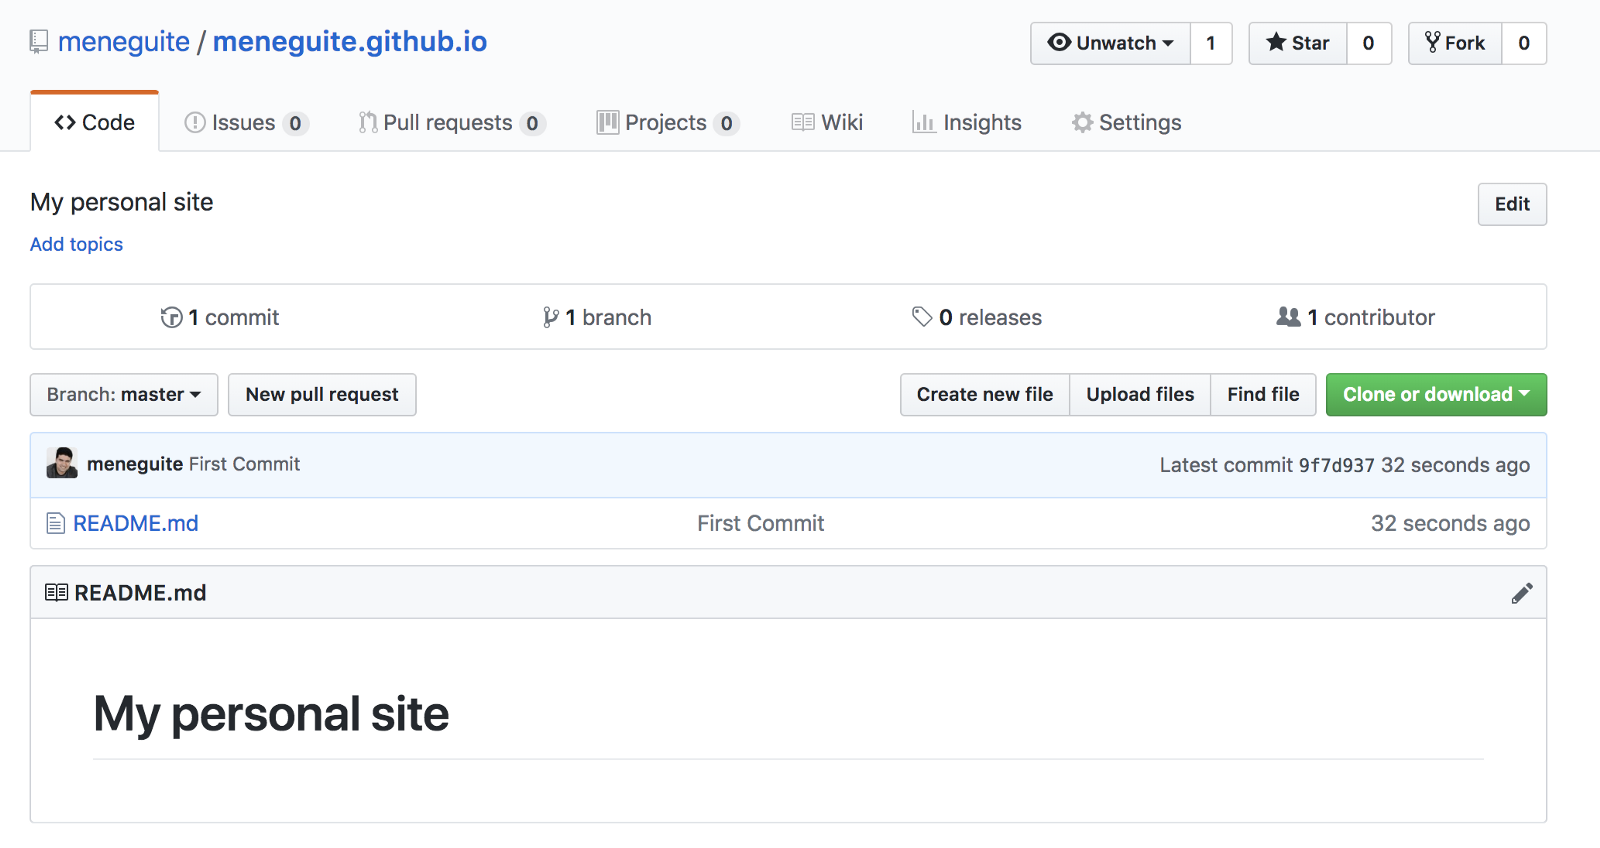 meneguite / meneguite.github.io
Unwatch 1 Star 0 Fork 0
Code Issues 0 Pull requests 0 Projects 0 Wiki Insights Settings
My personal site
Edit
Add topics
1 commit 1 branch 0 releases 1 contributor
Branch: master New pull request Create new file Upload files Find file Clone or download
meneguite First Commit Latest commit 9f7d937 32 seconds ago
README.md First Commit 32 seconds ago
README.md
My personal site